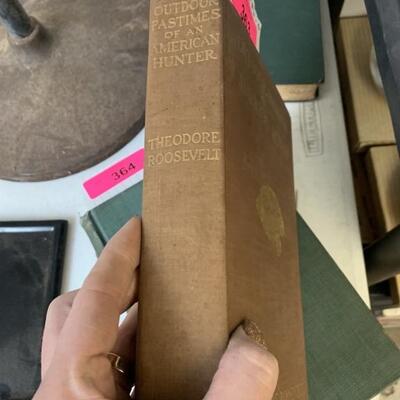 OUTDOOR
PASTIMES
OF AN
AMERICAN
HUNTER
THEODORE
ROOSEVELT
364